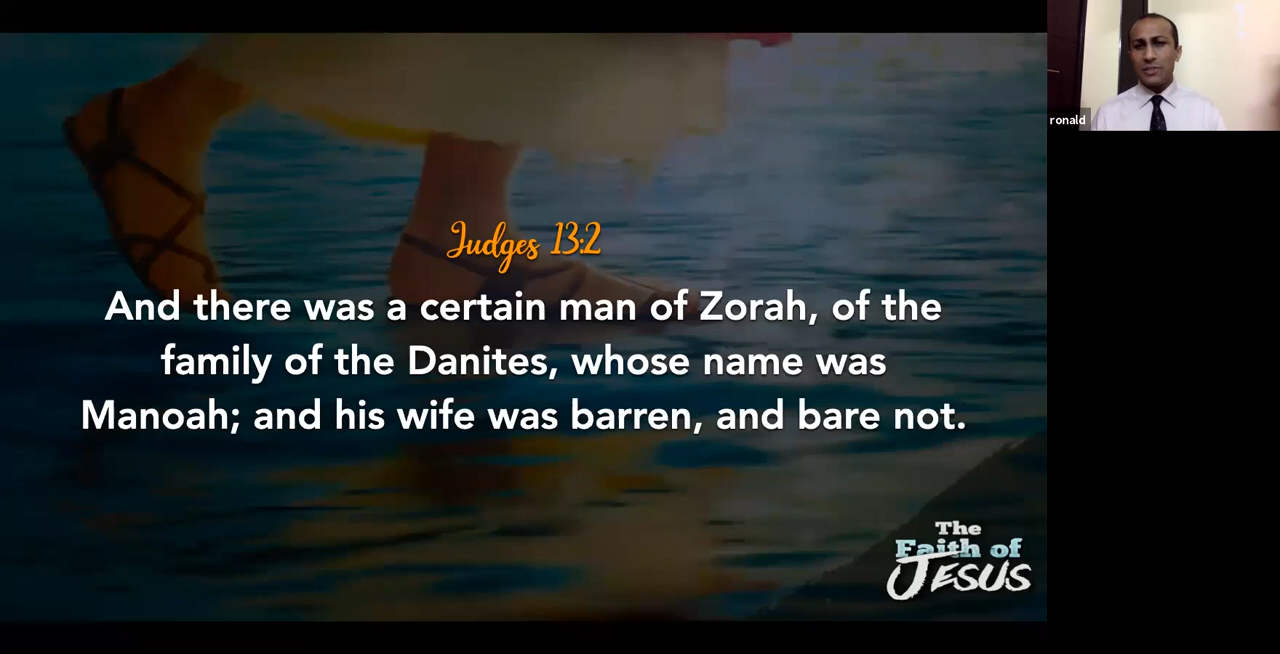 Judges 13:2
And there was a certain man of Zorah, of the
family of the Danites, whose name was
Manoah; and his wife was barren, and bare not.
The
Faith of
JESUS
ronald